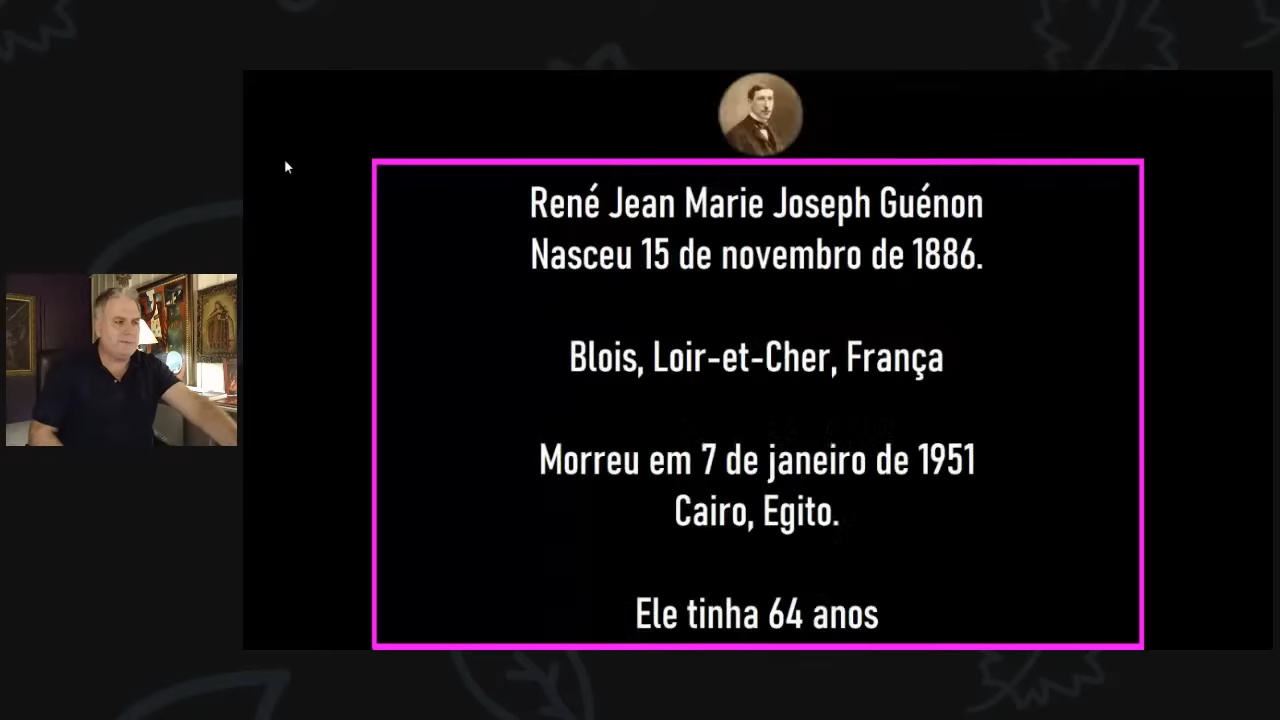 René Jean Marie Joseph Guénon
Nasceu 15 de novembro de 1886.
Blois, Loir-et-Cher, França
Morreu em 7 de janeiro de 1951
Cairo, Egito.
Ele tinha 64 anos